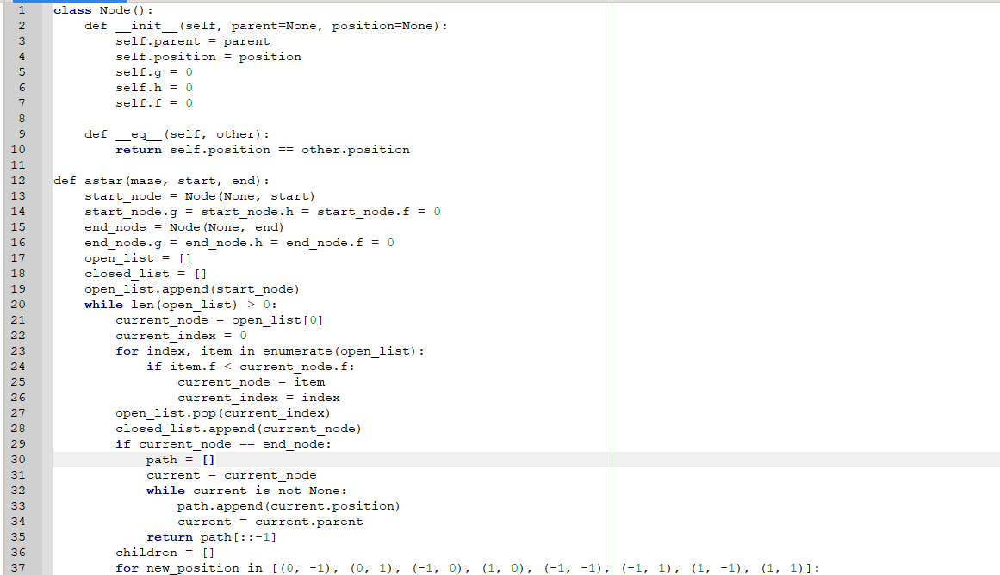 1 class Node():
2     def __init__(self, parent=None, position=None):
3         self.parent = parent
4         self.position = position
5         self.g = 0
6         self.h = 0
7         self.f = 0
8
9     def __eq__(self, other):
10         return self.position == other.position
11
12 def astar(maze, start, end):
13     start_node = Node(None, start)
14     start_node.g = start_node.h = start_node.f = 0
15     end_node = Node(None, end)
16     end_node.g = end_node.h = end_node.f = 0
17     open_list = []
18     closed_list = []
19     open_list.append(start_node)
20     while len(open_list) > 0:
21         current_node = open_list[0]
22         current_index = 0
23         for index, item in enumerate(open_list):
24             if item.f < current_node.f:
25                 current_node = item
26                 current_index = index
27         open_list.pop(current_index)
28         closed_list.append(current_node)
29         if current_node == end_node:
30             path = []
31             current = current_node
32             while current is not None:
33                 path.append(current.position)
34                 current = current.parent
35             return path[::-1]
36         children = []
37         for new_position in [(0, -1), (0, 1), (-1, 0), (1, 0), (-1, -1), (-1, 1), (1, -1), (1, 1)]: